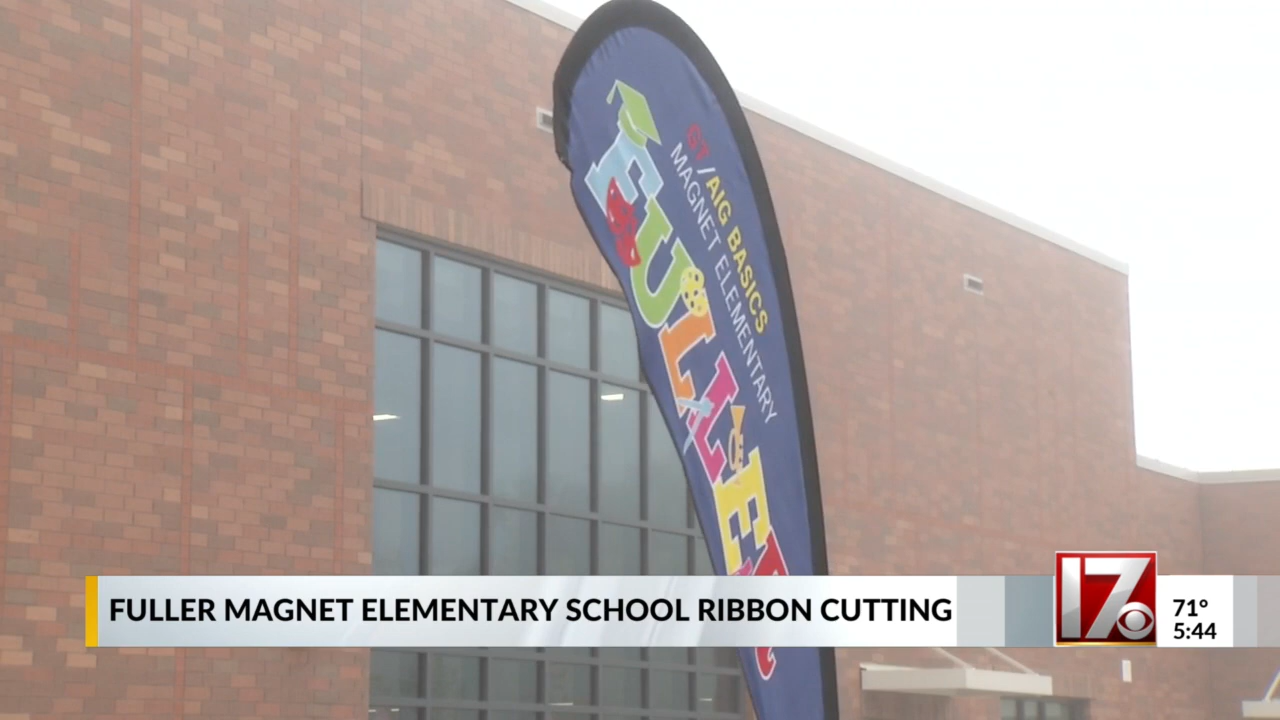 GT/AIG BASICS
MAGNET ELEMENTARY
FULLER
FULLER MAGNET ELEMENTARY SCHOOL RIBBON CUTTING
17
71°
5:44